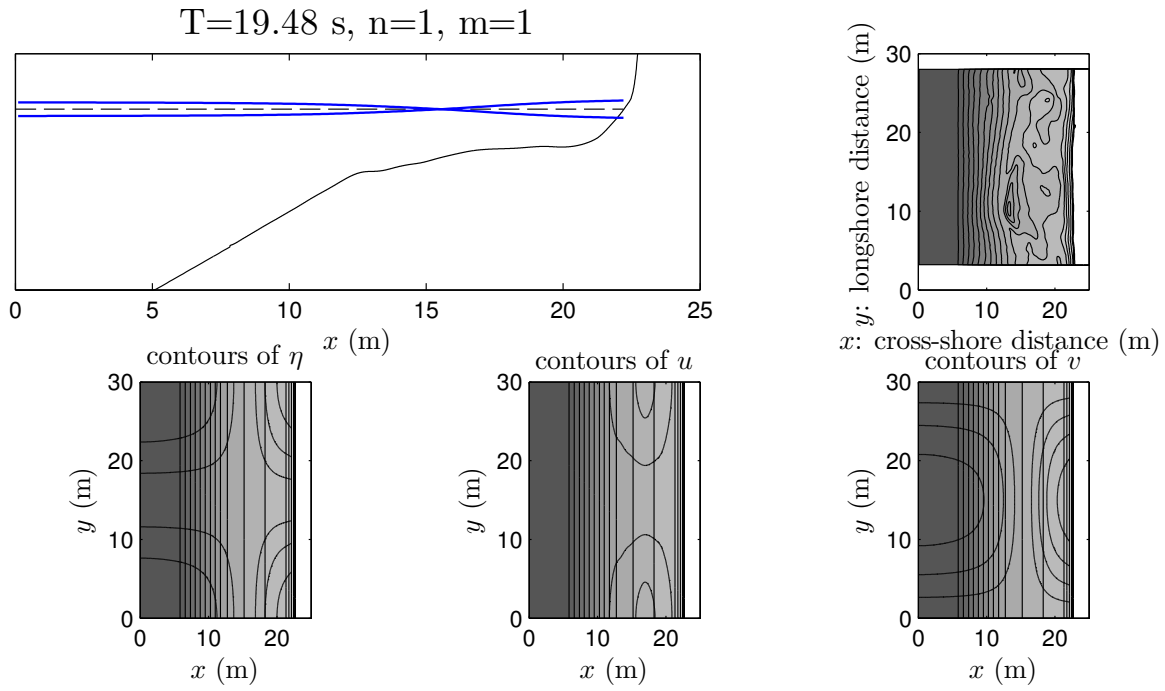 T=19.48 s, n=1, m=1
0 5 10 15 20 25
x (m)
y: longshore distance (m)
30
20
10
0
0 10 20
x: cross-shore distance (m)
contours of η
y (m)
30
20
10
0
0 10 20
x (m)
contours of u
y (m)
30
20
10
0
0 10 20
x (m)
contours of v
y (m)
30
20
10
0
0 10 20
x (m)